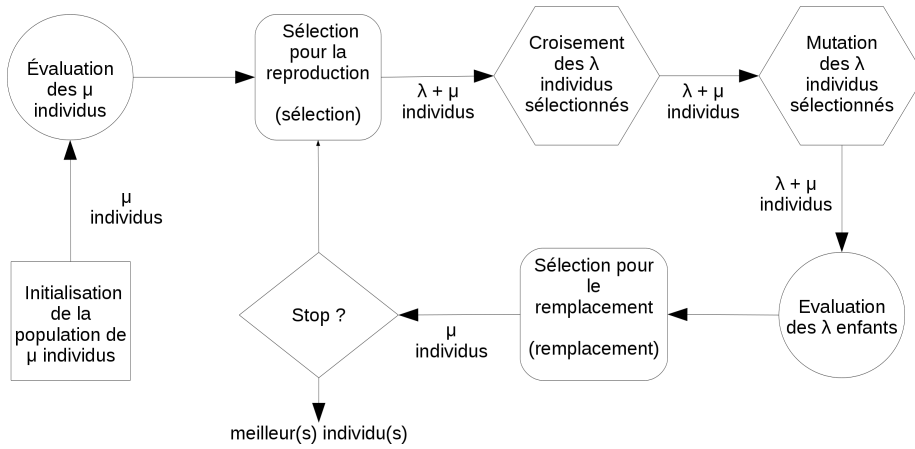 Évaluation
des μ
individus
Sélection
pour la
reproduction
(sélection)
λ + μ
individus
Croisement
des λ
individus
sélectionnés
λ + μ
individus
Mutation
des λ
individus
sélectionnés
μ
individus
λ + μ
individus
Initialisation
de la
population de
μ individus
Stop ?
μ
individus
Sélection pour
le
remplacement
(remplacement)
Evaluation
des λ enfants
meilleur(s) individu(s)